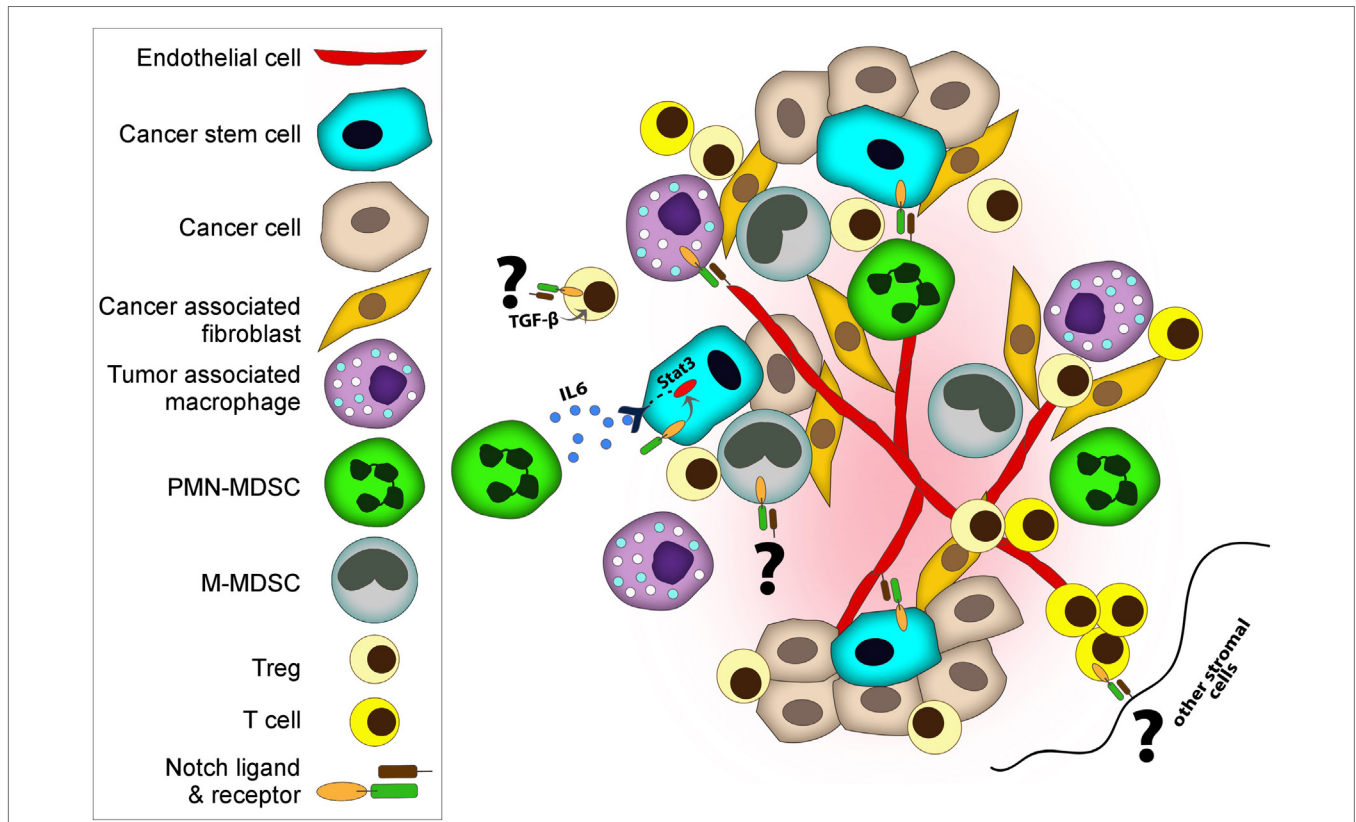 Endothelial cell
Cancer stem cell
Cancer cell
Cancer associated
fibroblast
Tumor associated
macrophage
PMN-MDSC
M-MDSC
Treg
T cell
Notch ligand
& receptor
?
TGF-β
IL6
Stat3
?
other stromal
cells
?